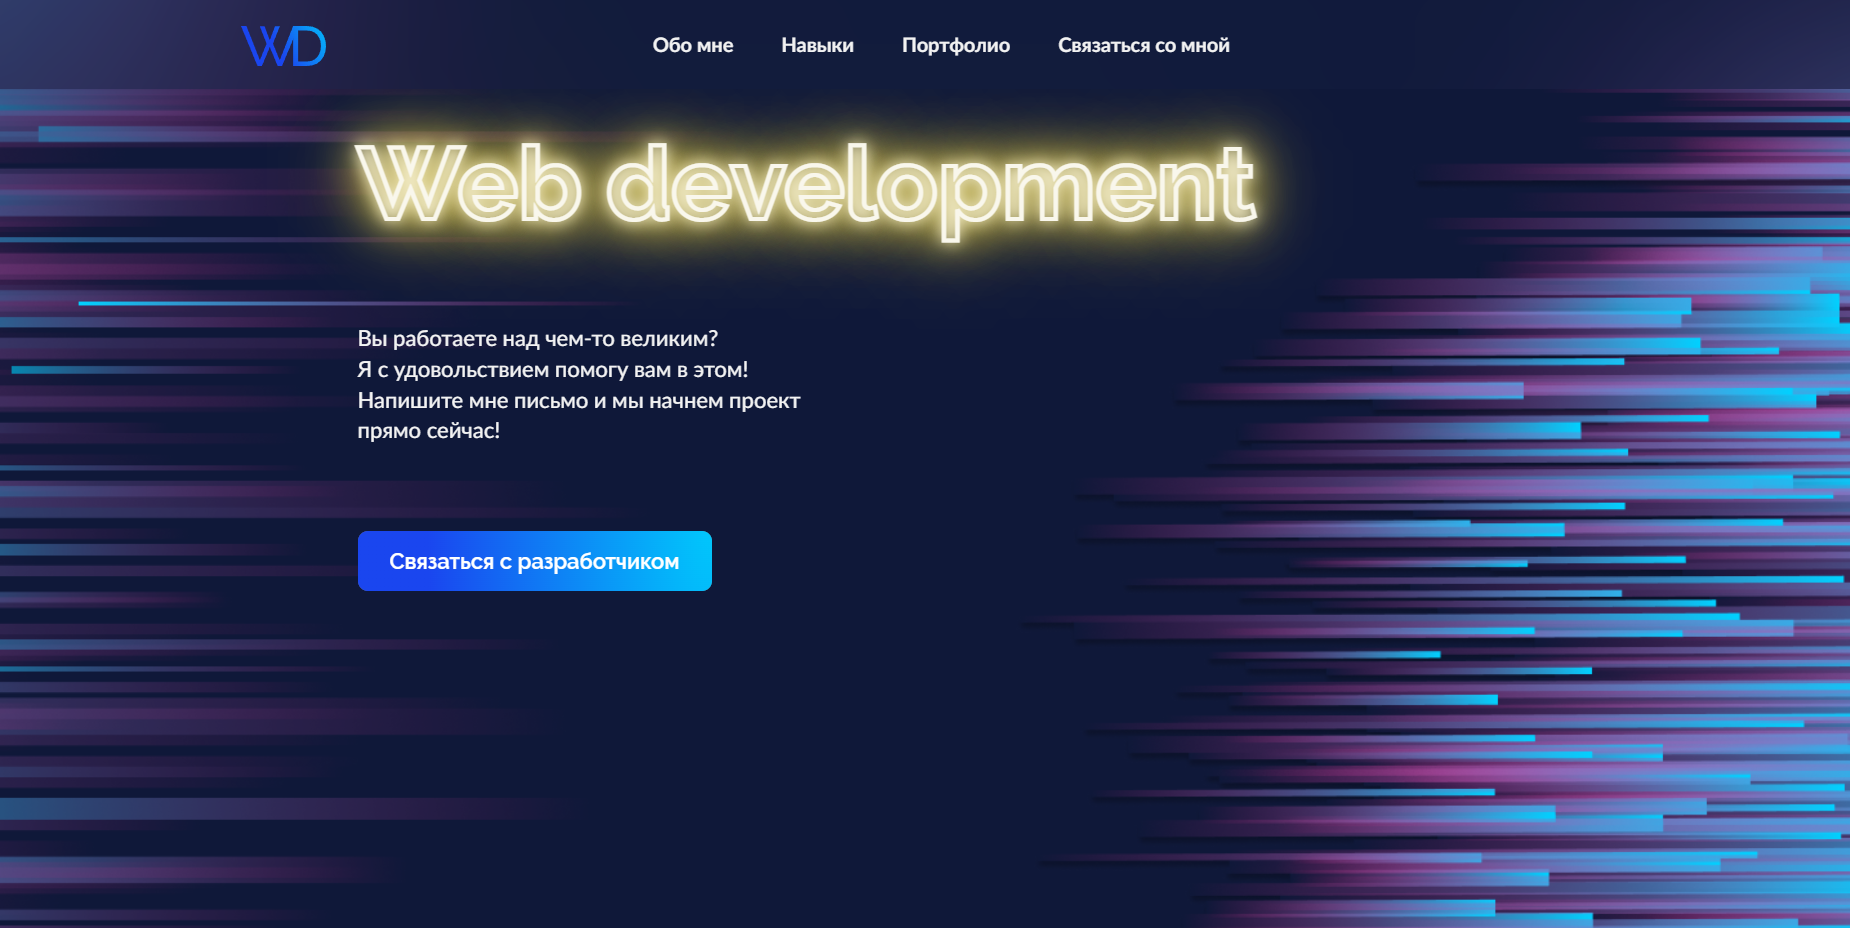 WD
Обо мне Навыки Портфолио Связаться со мной
Web development
Вы работаете над чем-то великим?
Я с удовольствием помогу вам в этом!
Напишите мне письмо и мы начнем проект
прямо сейчас!
Связаться с разработчиком